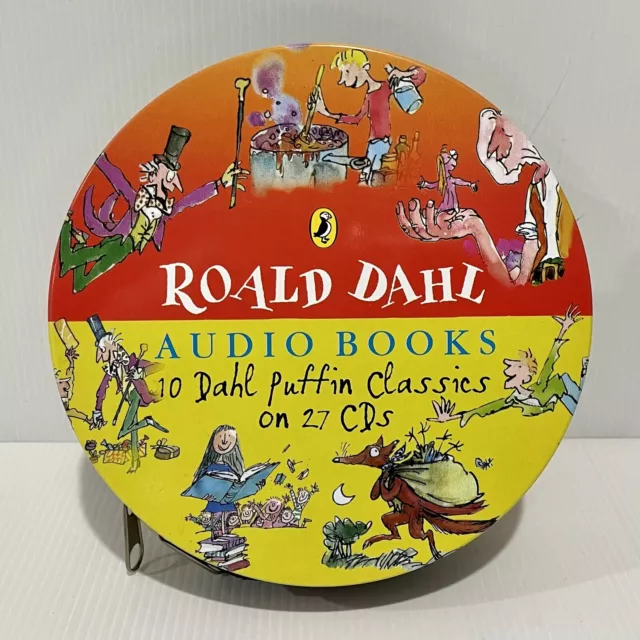 ROALD DAHL
AUDIO BOOKS
10 Dahl Puffin Classics
on 27 CDs